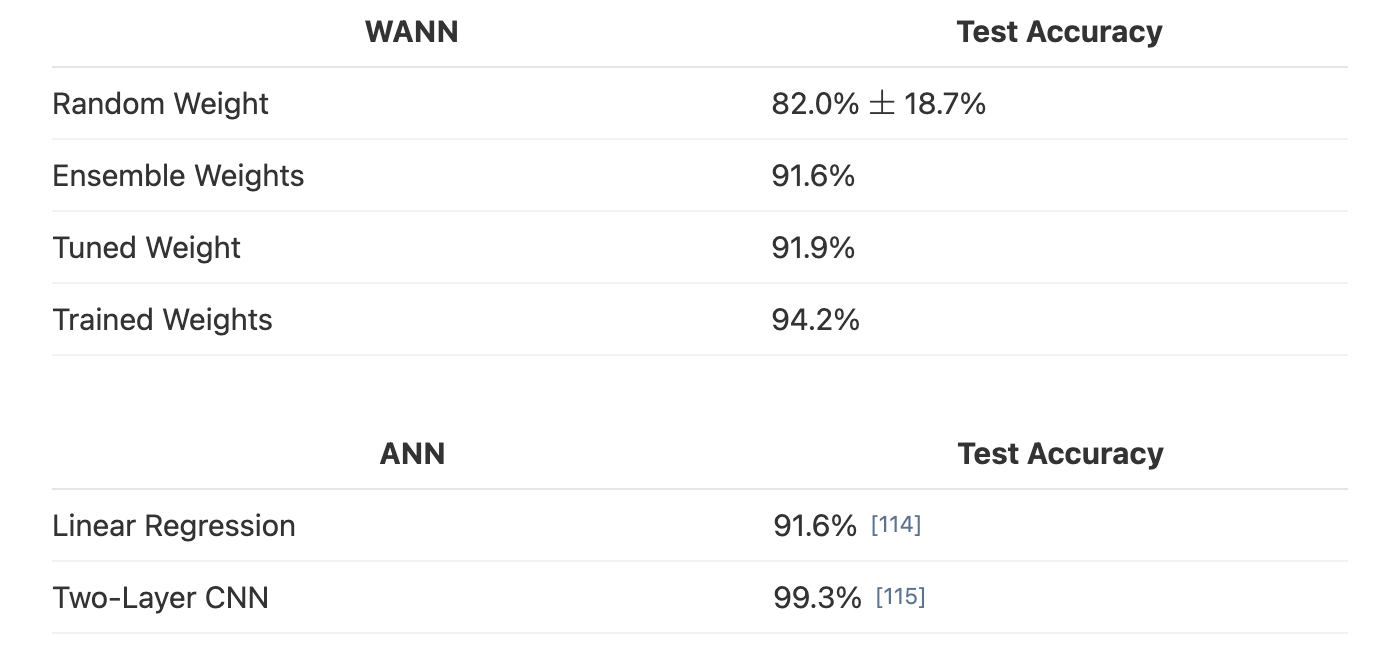 WANN Test Accuracy
Random Weight 82.0% ± 18.7%
Ensemble Weights 91.6%
Tuned Weight 91.9%
Trained Weights 94.2%
ANN Test Accuracy
Linear Regression 91.6% [114]
Two-Layer CNN 99.3% [115]